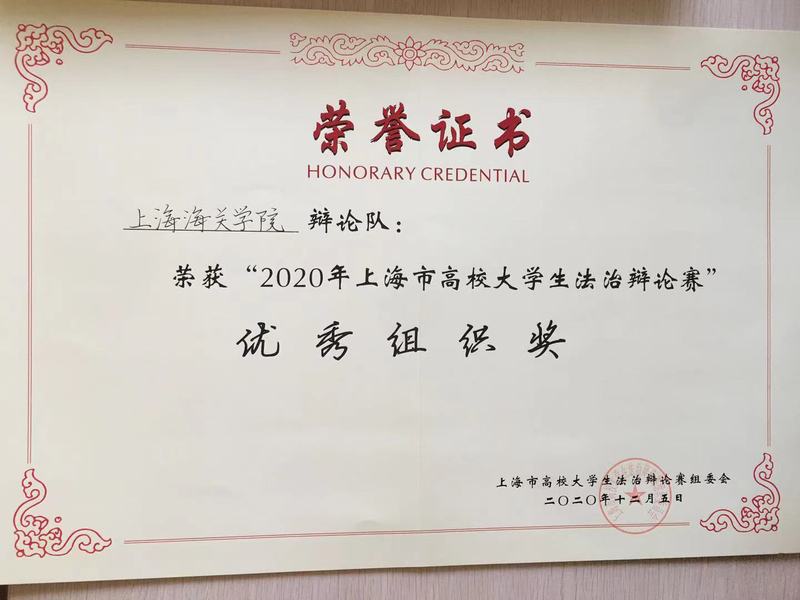 荣誉证书
HONORARY CREDENTIAL
上海海关学院 辩论队：
荣获“2020年上海市高校大学生法治辩论赛”
优秀组织奖
上海市高校大学生法治辩论赛组委会
二〇二〇年十二月五日